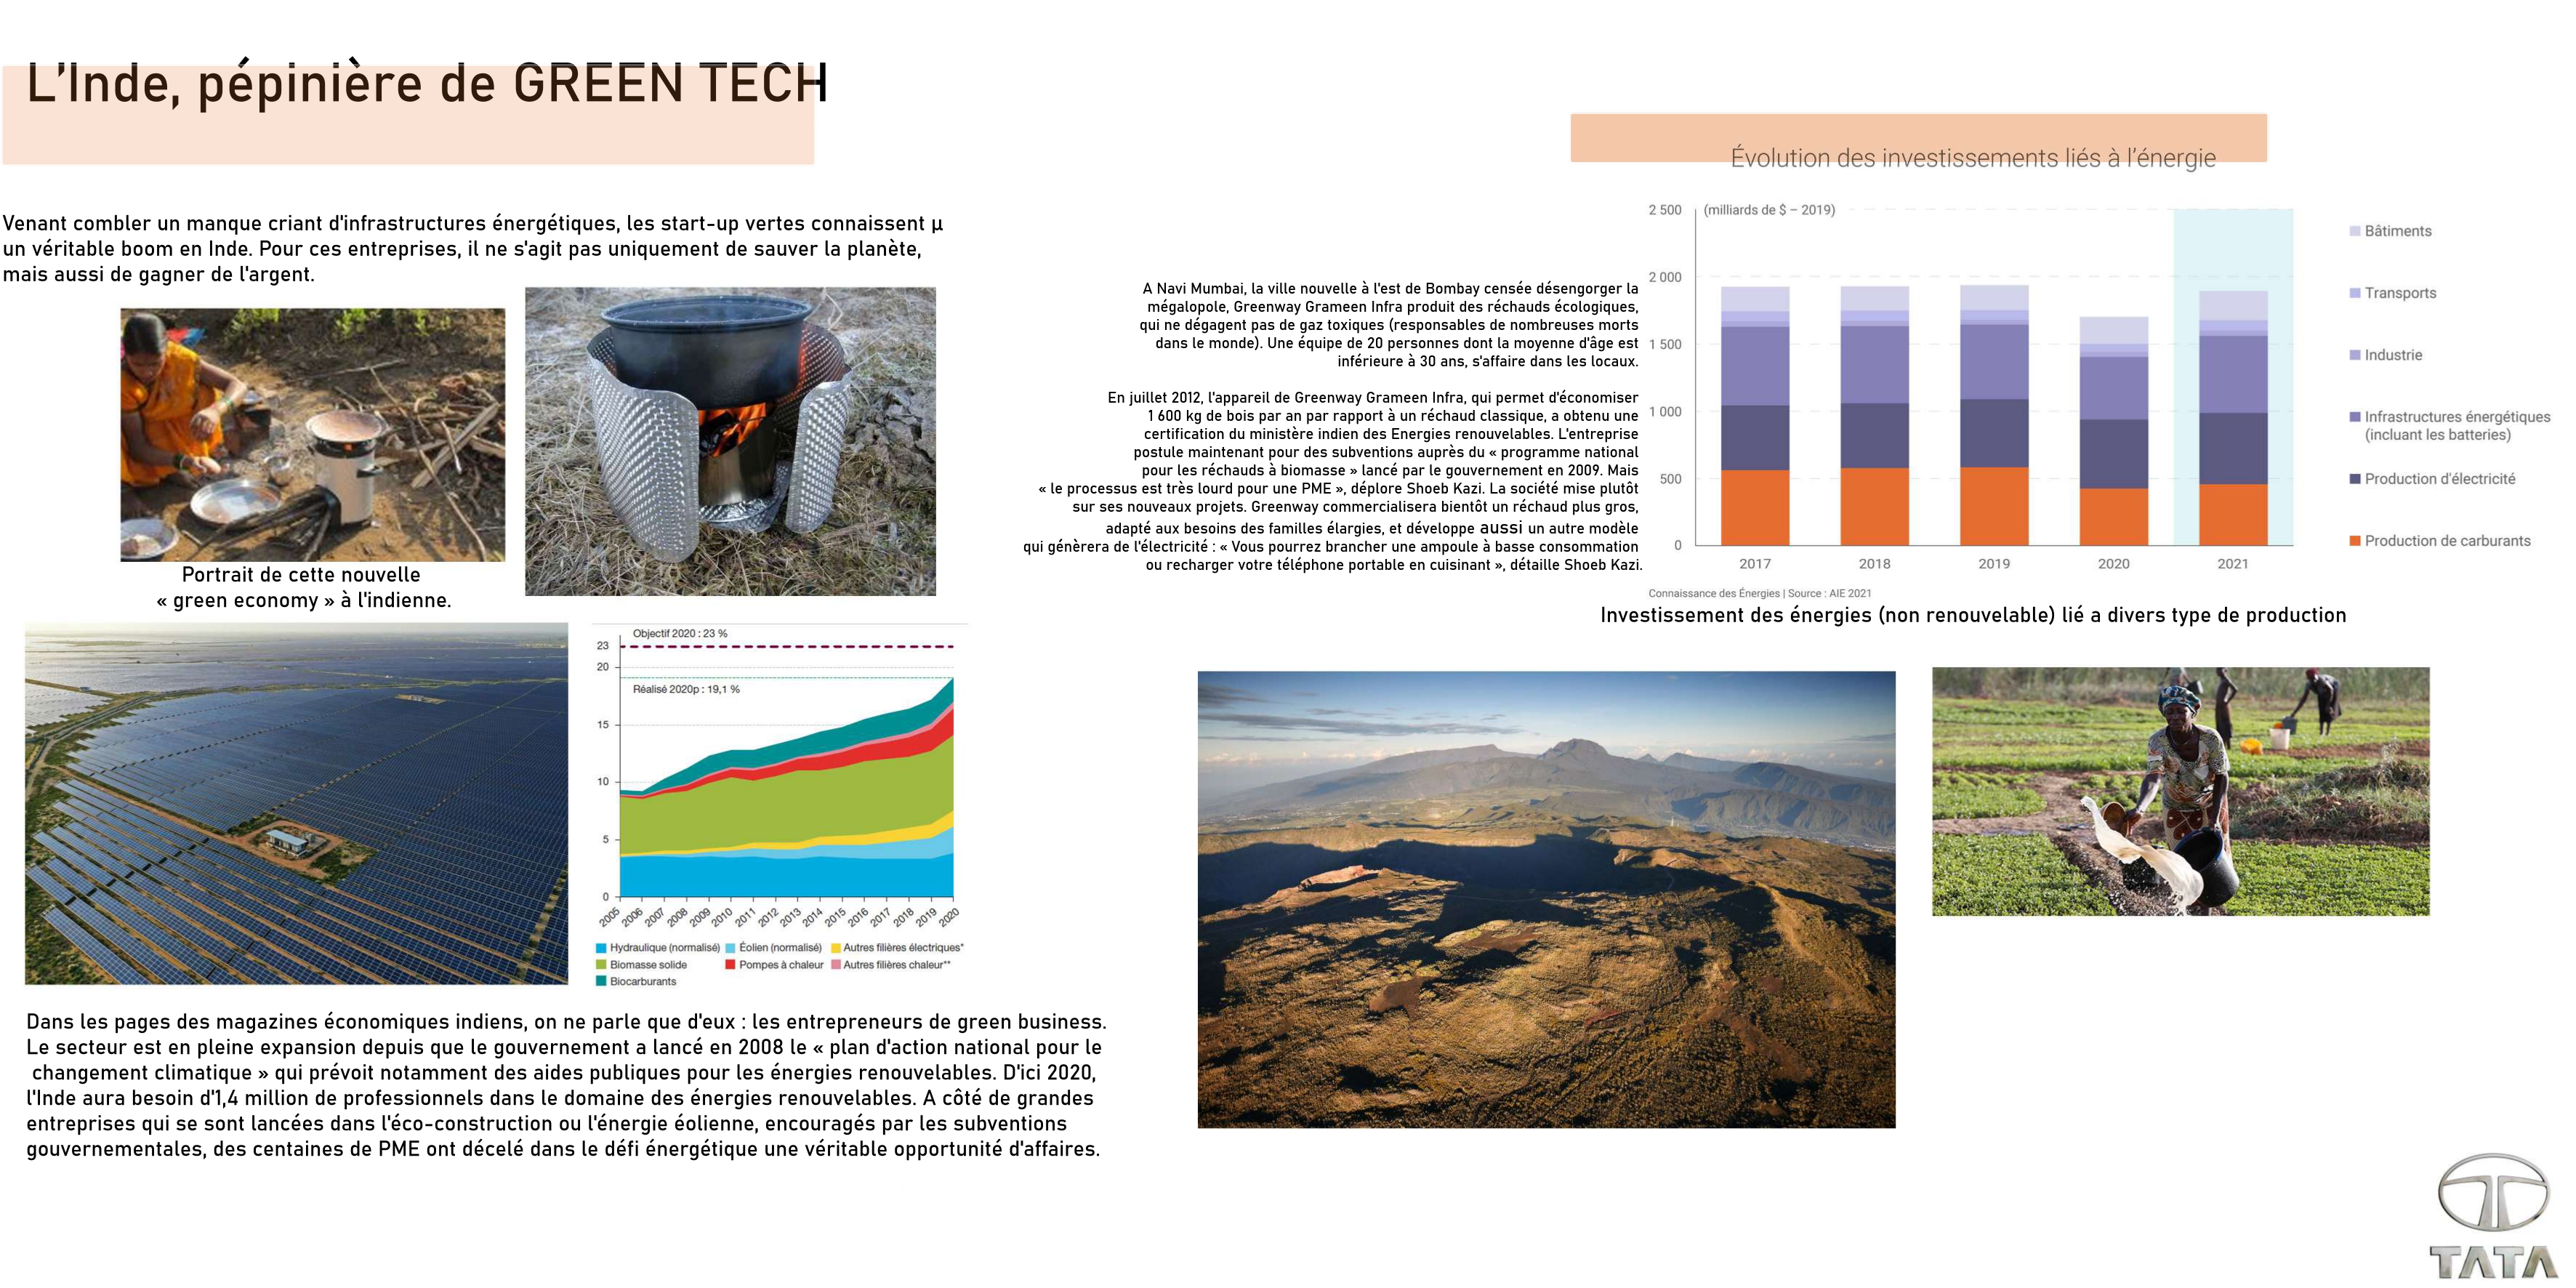 L'Inde, pépinière de GREEN TECH
Venant combler un manque criant d'infrastructures énergétiques, les start-up vertes connaissent µ
un véritable boom en Inde. Pour ces entreprises, il ne s'agit pas uniquement de sauver la planète,
mais aussi de gagner de l'argent.
Portrait de cette nouvelle
« green economy » à l'indienne.
Objectif 2020 : 23 %
23
20
Réalisé 2020p : 19,1 %
15
10
5
0
2005 2006 2007 2008 2009 2010 2011 2012 2013 2014 2015 2016 2017 2018 2019 2020
Hydraulique (normalisé) Éolien (normalisé) Autres filières électriques*
Biomasse solide Pompes à chaleur Autres filières chaleur**
Biocarburants
Dans les pages des magazines économiques indiens, on ne parle que d'eux : les entrepreneurs de green business.
Le secteur est en pleine expansion depuis que le gouvernement a lancé en 2008 le « plan d'action national pour le
changement climatique » qui prévoit notamment des aides publiques pour les énergies renouvelables. D'ici 2020,
l'Inde aura besoin d'1,4 million de professionnels dans le domaine des énergies renouvelables. A côté de grandes
entreprises qui se sont lancées dans l'éco-construction ou l'énergie éolienne, encouragés par les subventions
gouvernementales, des centaines de PME ont décelé dans le défi énergétique une véritable opportunité d'affaires.
A Navi Mumbai, la ville nouvelle à l'est de Bombay censée désengorger la
mégalopole, Greenway Grameen Infra produit des réchauds écologiques,
qui ne dégagent pas de gaz toxiques (responsables de nombreuses morts
dans le monde). Une équipe de 20 personnes dont la moyenne d'âge est
inférieure à 30 ans, s'affaire dans les locaux.
En juillet 2012, l'appareil de Greenway Grameen Infra, qui permet d'économiser
1 600 kg de bois par an par rapport à un réchaud classique, a obtenu une
certification du ministère indien des Energies renouvelables. L'entreprise
postule maintenant pour des subventions auprès du « programme national
pour les réchauds à biomasse » lancé par le gouvernement en 2009. Mais
« le processus est très lourd pour une PME », déplore Shoeb Kazi. La société mise plutôt
sur ses nouveaux projets. Greenway commercialisera bientôt un réchaud plus gros,
adapté aux besoins des familles élargies, et développe aussi un autre modèle
qui génèrera de l'électricité : « Vous pourrez brancher une ampoule à basse consommation
ou recharger votre téléphone portable en cuisinant », détaille Shoeb Kazi.
Évolution des investissements liés à l'énergie
2 500 (milliards de $ – 2019)
2 000
1 500
1 000
500
0
2017 2018 2019 2020 2021
Bâtiments
Transports
Industrie
Infrastructures énergétiques
(incluant les batteries)
Production d'électricité
Production de carburants
Connaissance des Énergies | Source : AIE 2021
Investissement des énergies (non renouvelable) lié a divers type de production
TATA